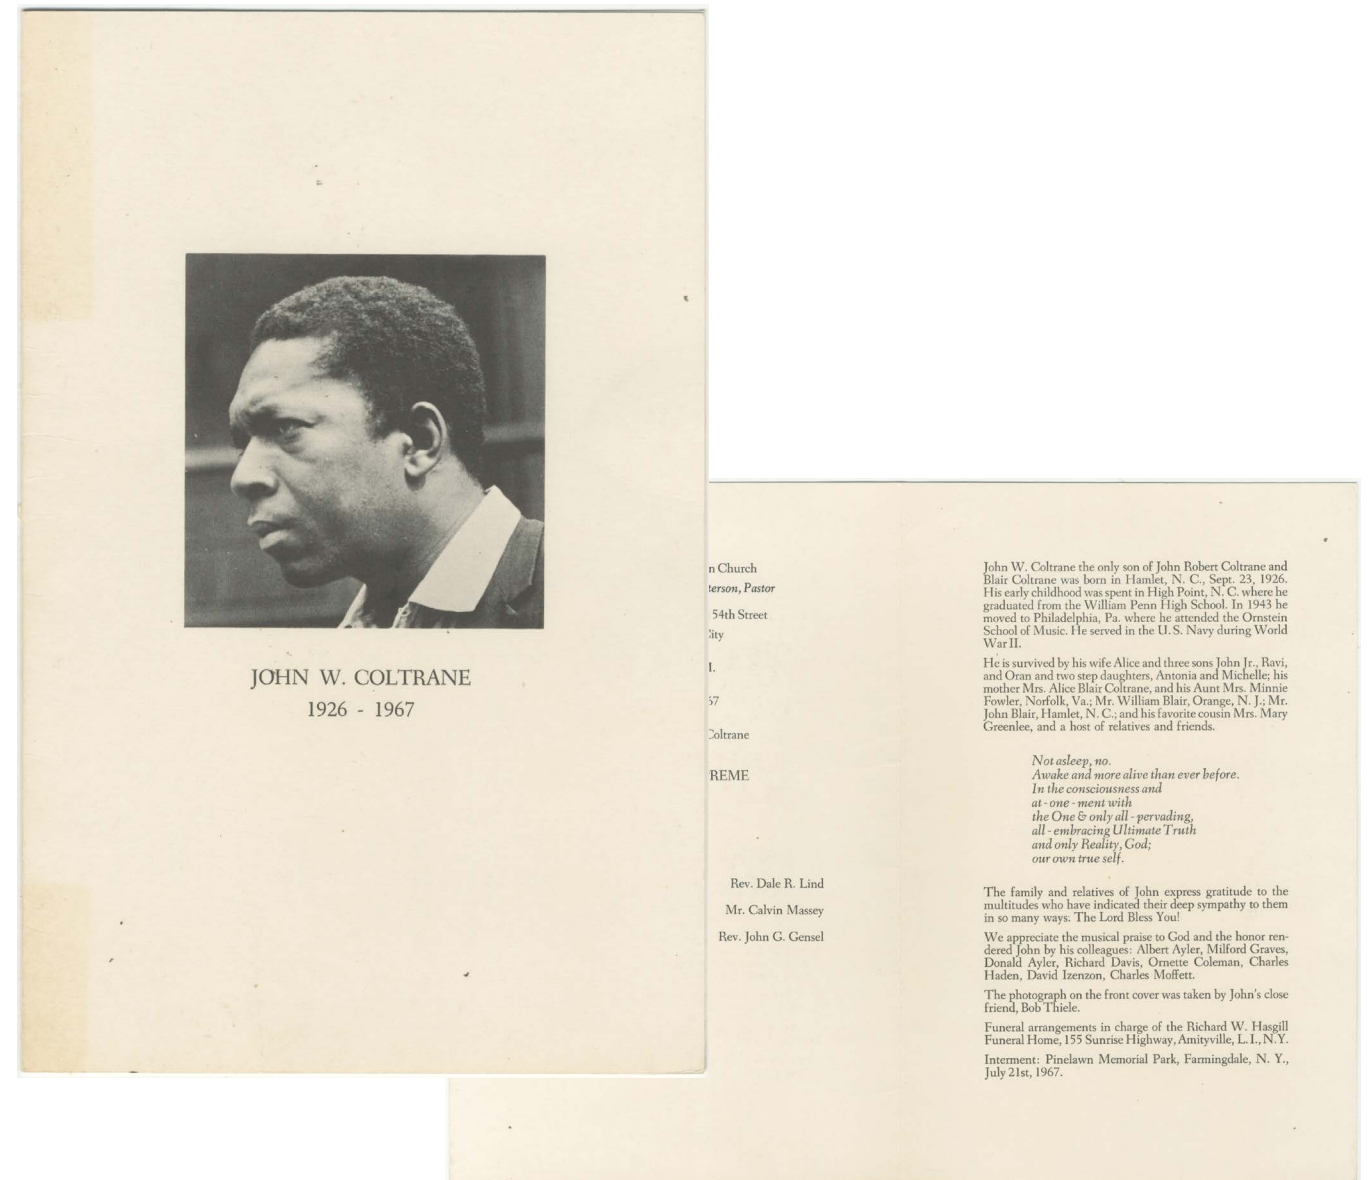 JOHN W. COLTRANE
1926 - 1967
Church
Pastor
54th Street
Coltrane
Rev. Dale R. Lind
Mr. Calvin Massey
Rev. John G. Gensel
John W. Coltrane the only son of John Robert Coltrane and
Blair Coltrane was born in Hamlet, N. C., Sept. 23, 1926.
His early childhood was spent in High Point, N. C. where he
graduated from the William Penn High School. In 1943 he
moved to Philadelphia, Pa. where he attended the Ornstein
School of Music. He served in the U. S. Navy during World
War II.
He is survived by his wife Alice and three sons John Jr., Ravi,
and Oran and two step daughters, Antonia and Michelle; his
mother Mrs. Alice Blair Coltrane, and his Aunt Mrs. Minnie
Fowler, Norfolk, Va.; Mr. William Blair, Orange, N. J.; Mr.
John Blair, Hamlet, N. C.; and his favorite cousin Mrs. Mary
Greenlee, and a host of relatives and friends.
Not asleep, no.
Awake and more alive than ever before.
In the consciousness and
at - one - ment with
the One & only all - pervading,
all - embracing Ultimate Truth
and only Reality, God;
our own true self.
The family and relatives of John express gratitude to the
multitudes who have indicated their deep sympathy to them
in so many ways. The Lord Bless You!
We appreciate the musical praise to God and the honor ren-
dered John by his colleagues: Albert Ayler, Milford Graves,
Donald Ayler, Richard Davis, Ornette Coleman, Charles
Haden, David Izenzon, Charles Moffett.
The photograph on the front cover was taken by John's close
friend, Bob Thiele.
Funeral arrangements in charge of the Richard W. Hasgill
Funeral Home, 155 Sunrise Highway, Amityville, L. I., N.Y.
Interment: Pinelawn Memorial Park, Farmingdale, N. Y.,
July 21st, 1967.